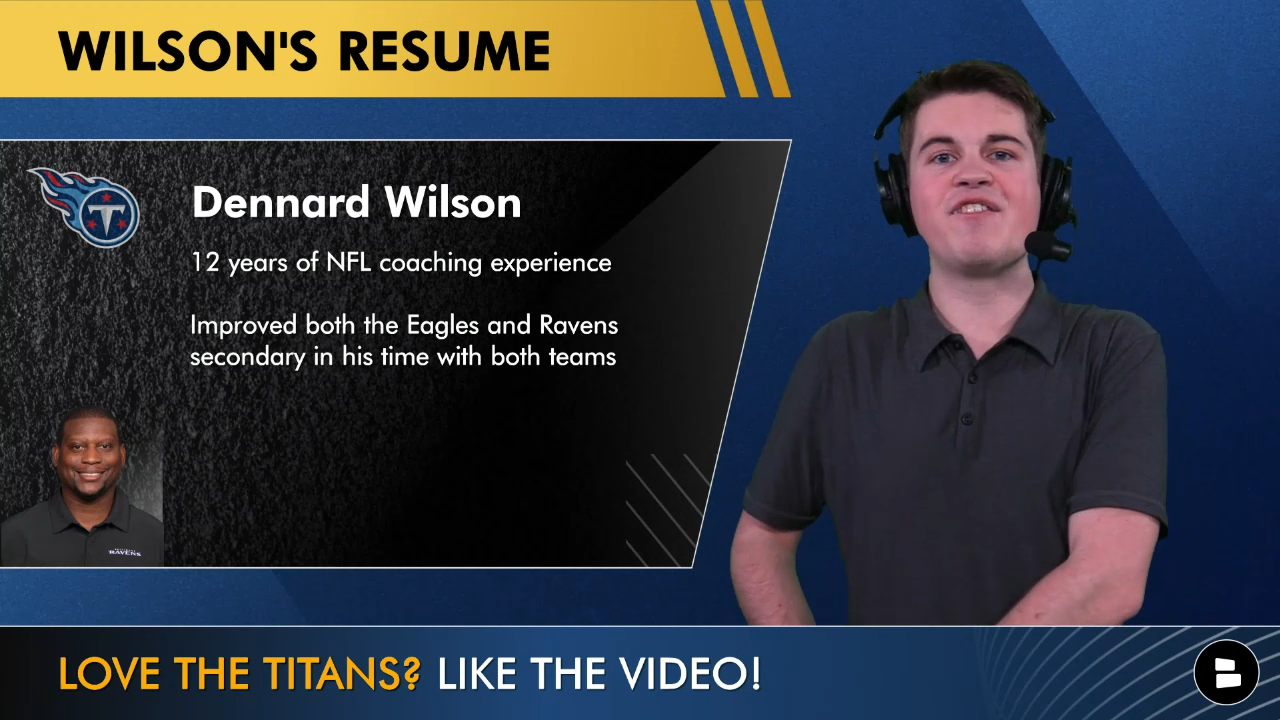 WILSON'S RESUME
Dennard Wilson
12 years of NFL coaching experience
Improved both the Eagles and Ravens
secondary in his time with both teams
RAVENS
LOVE THE TITANS? LIKE THE VIDEO!